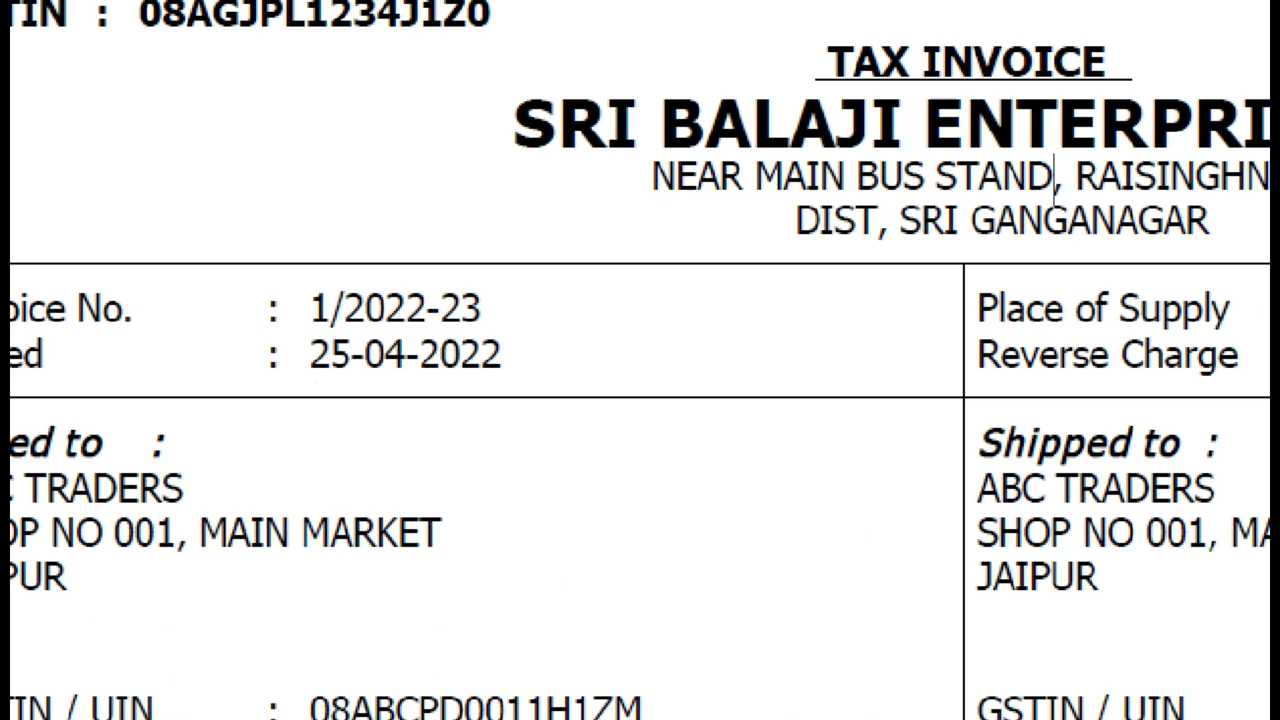 TIN : 08AGJPL1234J1Z0
TAX INVOICE
SRI BALAJI ENTERPRI
NEAR MAIN BUS STAND, RAISINGHN
DIST, SRI GANGANAGAR
oice No. : 1/2022-23
ed : 25-04-2022
Place of Supply
Reverse Charge
ed to :
C TRADERS
OP NO 001, MAIN MARKET
PUR
TIN / UIN : 08ABCPD0011H1ZM
Shipped to :
ABC TRADERS
SHOP NO 001, MA
JAIPUR
GSTIN / UIN